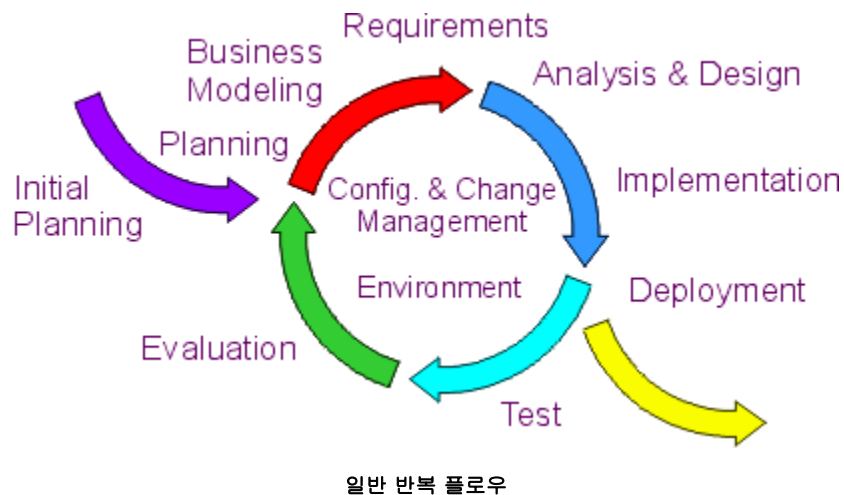 Requirements
Business
Modeling
Analysis & Design
Planning
Initial
Planning
Config. & Change
Management
Implementation
Environment
Deployment
Evaluation
Test
일반 반복 플로우